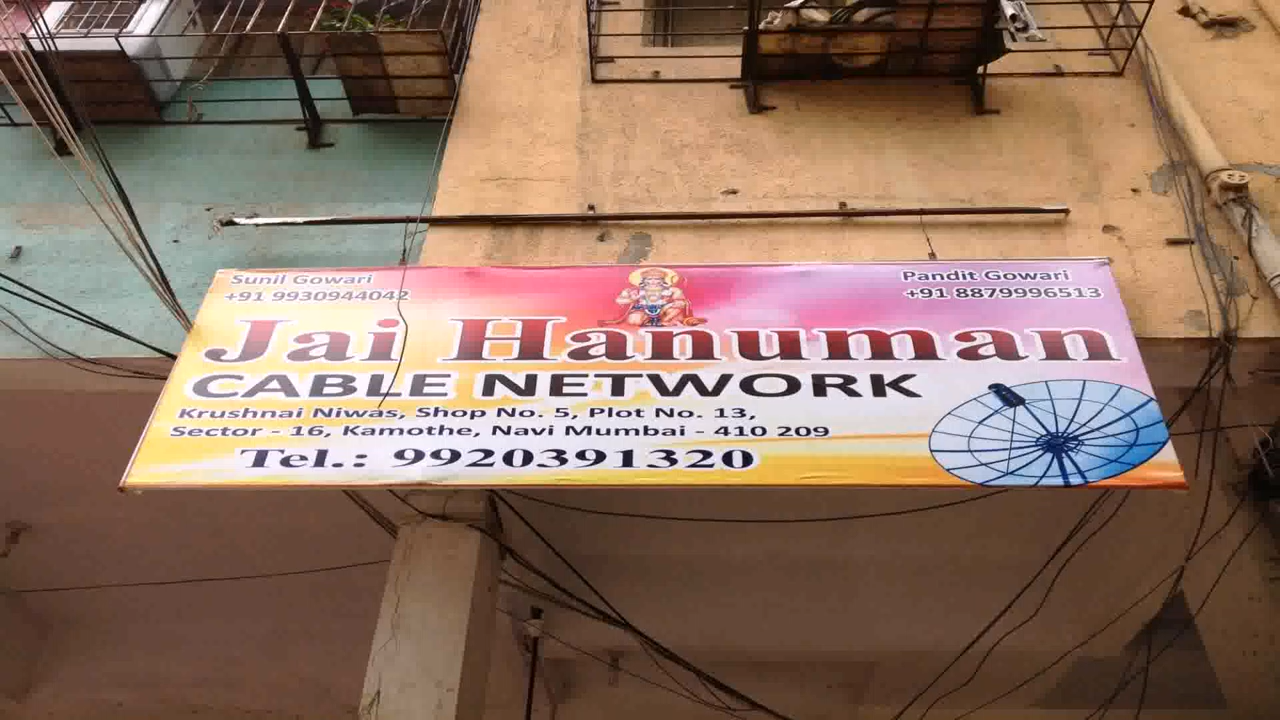 Sunil Gowari
+91 9930944042
Pandit Gowari
+91 8879996513
Jai Hanuman
CABLE NETWORK
Krushnai Niwas, Shop No. 5, Plot No. 13,
Sector - 16, Kamothe, Navi Mumbai - 410 209
Tel.: 9920391320